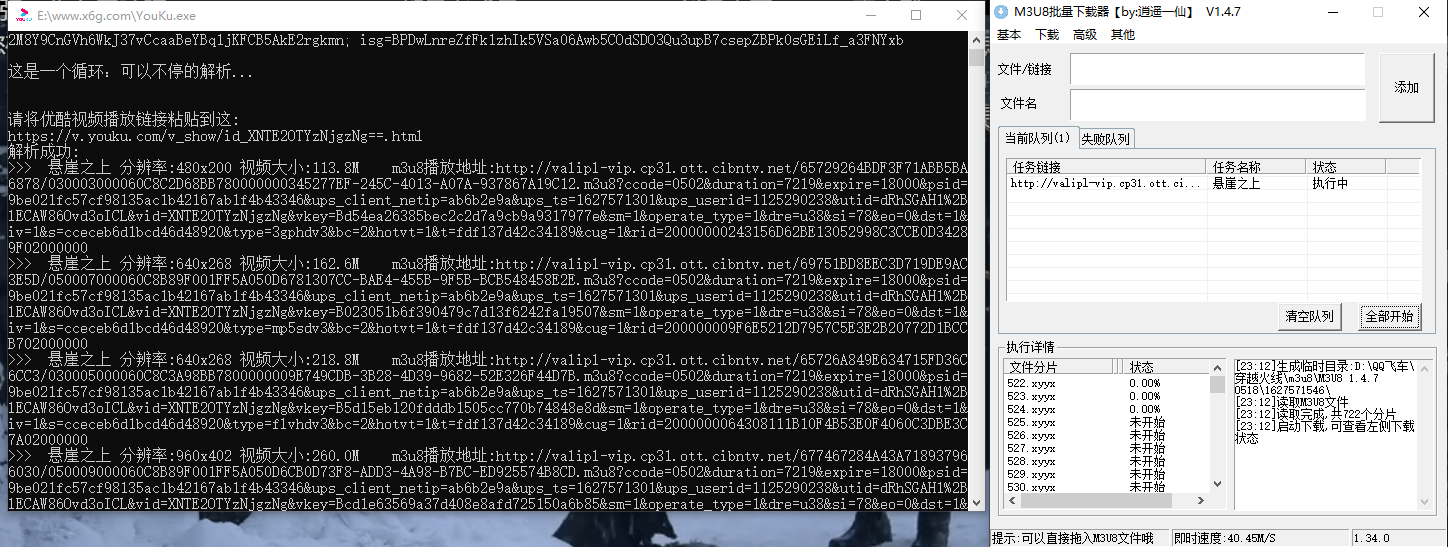 E:\www.x6g.com\YouKu.exe
2M8Y9CnGVh6WkJ37vCcaaBeYBq1jKFCB5AkE2rgkmn; isg=BPDwLnreZfFk1zhIk5VSa06Awb5COdSDO3Qu3upB7csepZBPk0sGEiLf_a3FNYxb
这是一个循环: 可以不停的解析...
请将优酷视频播放链接粘贴到这:
https://v.youku.com/v_show/id_XNTE2OTYzNjgzNg==.html
解析成功:
>>> 悬崖之上 分辨率:480x200 视频大小:113.8M m3u8播放地址:http://valipl-vip.cp31.ott.cibntv.net/65729264BDF3F71ABB5BA
6878/030003000060C8C2D68BB7800000000345277EF-245C-4013-A07A-937867A19C12.m3u8?ccode=0502&duration=7219&expire=18000&psid=
9be021fc57cf98135ac1b42167ab1f4b43346&ups_client_netip=ab6b2e9a&ups_ts=1627571301&ups_userid=1125290238&utid=dRhSGAH1%2B
1ECAW86Ovd3oICL&vid=XNTE2OTYzNjgzNg&vkey=Bd54ea26385bec2c2d7a9cb9a9317977e&sm=1&operate_type=1&dre=u38&si=78&eo=0&dst=1&
iv=1&s=cceceb6d1bcd46d48920&type=3gphdv3&bc=2&hotvt=1&t=fdf137d42c34189&cug=1&rid=20000000243156D62BE13052998C3CCE0D3428
9F02000000
>>> 悬崖之上 分辨率:640x268 视频大小:162.6M m3u8播放地址:http://valipl-vip.cp31.ott.cibntv.net/69751BD8EEC3D719DE9AC
3E5D/050007000060C8B89F001FF5A050D6781307CC-BAE4-455B-9F5B-BCB548458E2E.m3u8?ccode=0502&duration=7219&expire=18000&psid=
9be021fc57cf98135ac1b42167ab1f4b43346&ups_client_netip=ab6b2e9a&ups_ts=1627571301&ups_userid=1125290238&utid=dRhSGAH1%2B
1ECAW86Ovd3oICL&vid=XNTE2OTYzNjgzNg&vkey=B023051b6f390479c7d13f6242fa19507&sm=1&operate_type=1&dre=u38&si=78&eo=0&dst=1&
iv=1&s=cceceb6d1bcd46d48920&type=mp5sdv3&bc=2&hotvt=1&t=fdf137d42c34189&cug=1&rid=200000009F6E5212D7957C5E3E2B20772D1BCC
B702000000
>>> 悬崖之上 分辨率:640x268 视频大小:218.8M m3u8播放地址:http://valipl-vip.cp31.ott.cibntv.net/65726A849E634715FD36C
6CC3/030005000060C8C3A98BB7800000009E749CDB-3B28-4D39-9682-52E326F44D7B.m3u8?ccode=0502&duration=7219&expire=18000&psid=
9be021fc57cf98135ac1b42167ab1f4b43346&ups_client_netip=ab6b2e9a&ups_ts=1627571301&ups_userid=1125290238&utid=dRhSGAH1%2B
1ECAW86Ovd3oICL&vid=XNTE2OTYzNjgzNg&vkey=B5d15eb120fdddb1505cc770b74848e8d&sm=1&operate_type=1&dre=u38&si=78&eo=0&dst=1&
iv=1&s=cceceb6d1bcd46d48920&type=flvhdv3&bc=2&hotvt=1&t=fdf137d42c34189&cug=1&rid=2000000064308111B10F4B53E0F4060C3DBE3C
7A02000000
>>> 悬崖之上 分辨率:960x402 视频大小:260.0M m3u8播放地址:http://valipl-vip.cp31.ott.cibntv.net/677467284A43A71893796
6030/050009000060C8B89F001FF5A050D6CB0D73F8-ADD3-4A98-B7BC-ED925574B8CD.m3u8?ccode=0502&duration=7219&expire=18000&psid=
9be021fc57cf98135ac1b42167ab1f4b43346&ups_client_netip=ab6b2e9a&ups_ts=1627571301&ups_userid=1125290238&utid=dRhSGAH1%2B
1ECAW86Ovd3oICL&vid=XNTE2OTYzNjgzNg&vkey=Bcd1e63569a37d408e8afd725150a6b85&sm=1&operate_type=1&dre=u38&si=78&eo=0&dst=1&
M3U8批量下载器【by:逍遥一仙】 V1.4.7
基本 下载 高级 其他
文件/链接
添加
文件名
当前队列(1) 失败队列
任务链接 任务名称 状态
http://valipl-vip.cp31.ott.ci... 悬崖之上 执行中
清空队列 全部开始
执行详情
文件分片 状态
522.xyyx 0.00%
523.xyyx 0.00%
524.xyyx 0.00%
525.xyyx 未开始
526.xyyx 未开始
527.xyyx 未开始
528.xyyx 未开始
529.xyyx 未开始
530.xyyx 未开始
[23:12]生成临时目录:D:\QQ飞车\
穿越火线\m3u8\M3U8 1.4.7
0518\1627571546\
[23:12]读取M3U8文件
[23:12]读取完成,共722个分片
[23:12]启动下载,可查看左侧下载
状态
提示:可以直接拖入M3U8文件哦 即时速度:40.45M/S 1.34.0